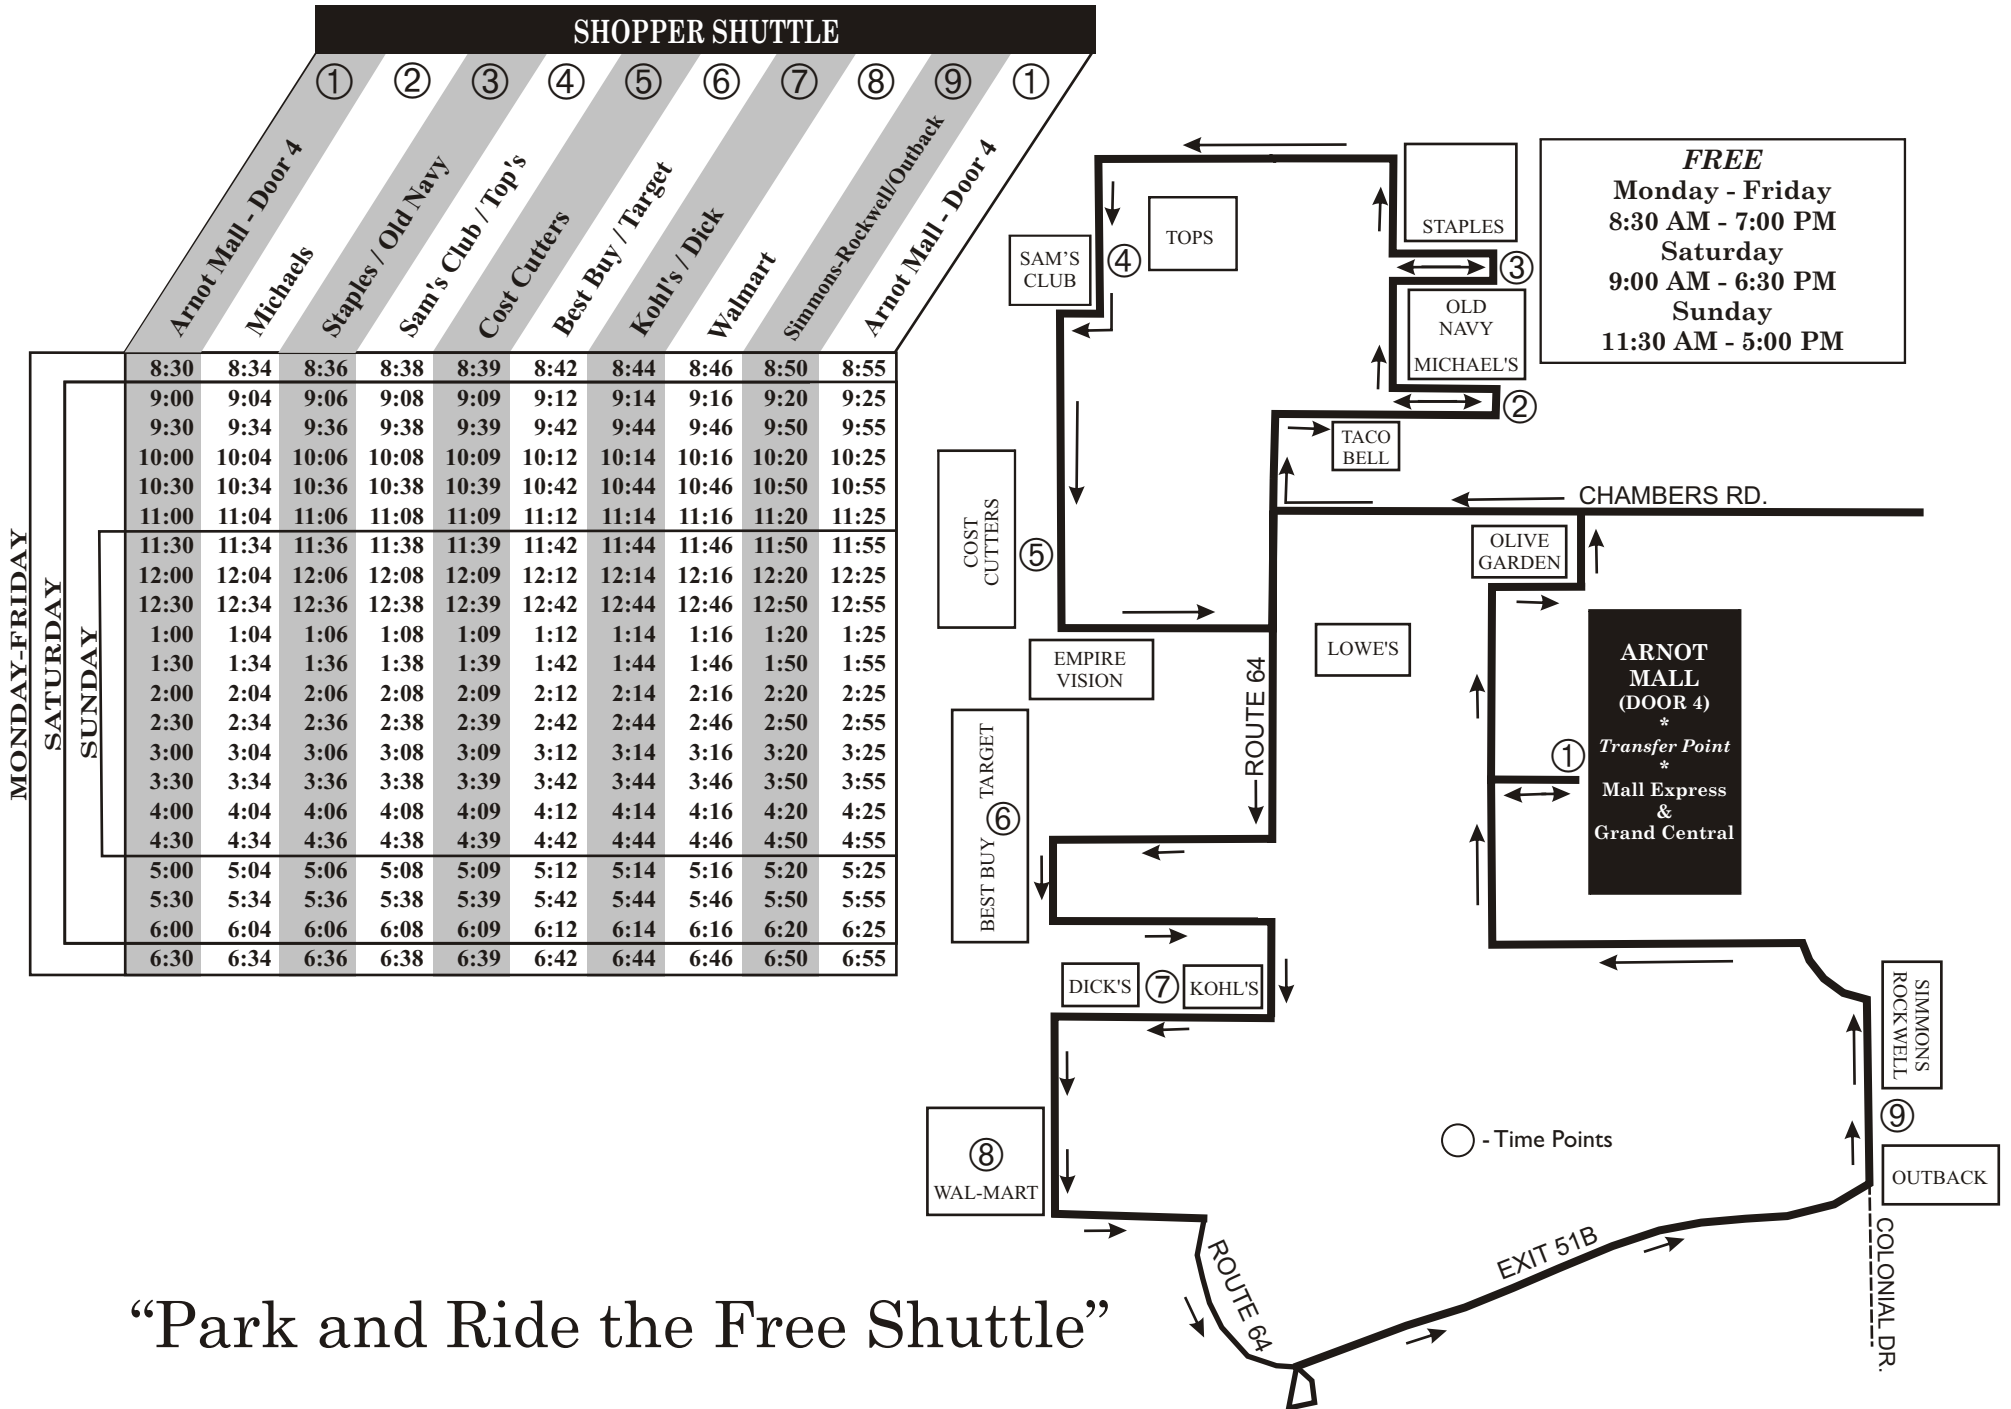 SHOPPER SHUTTLE
① ② ③ ④ ⑤ ⑥ ⑦ ⑧ ⑨ ①
Arnot Mall - Door 4
Michaels
Staples / Old Navy
Sam's Club / Top's
Cost Cutters
Best Buy / Target
Kohl's / Dick
Walmart
Simmons-Rockwell/Outback
Arnot Mall - Door 4
MONDAY-FRIDAY
SATURDAY
SUNDAY
8:30 8:34 8:36 8:38 8:39 8:42 8:44 8:46 8:50 8:55
9:00 9:04 9:06 9:08 9:09 9:12 9:14 9:16 9:20 9:25
9:30 9:34 9:36 9:38 9:39 9:42 9:44 9:46 9:50 9:55
10:00 10:04 10:06 10:08 10:09 10:12 10:14 10:16 10:20 10:25
10:30 10:34 10:36 10:38 10:39 10:42 10:44 10:46 10:50 10:55
11:00 11:04 11:06 11:08 11:09 11:12 11:14 11:16 11:20 11:25
11:30 11:34 11:36 11:38 11:39 11:42 11:44 11:46 11:50 11:55
12:00 12:04 12:06 12:08 12:09 12:12 12:14 12:16 12:20 12:25
12:30 12:34 12:36 12:38 12:39 12:42 12:44 12:46 12:50 12:55
1:00 1:04 1:06 1:08 1:09 1:12 1:14 1:16 1:20 1:25
1:30 1:34 1:36 1:38 1:39 1:42 1:44 1:46 1:50 1:55
2:00 2:04 2:06 2:08 2:09 2:12 2:14 2:16 2:20 2:25
2:30 2:34 2:36 2:38 2:39 2:42 2:44 2:46 2:50 2:55
3:00 3:04 3:06 3:08 3:09 3:12 3:14 3:16 3:20 3:25
3:30 3:34 3:36 3:38 3:39 3:42 3:44 3:46 3:50 3:55
4:00 4:04 4:06 4:08 4:09 4:12 4:14 4:16 4:20 4:25
4:30 4:34 4:36 4:38 4:39 4:42 4:44 4:46 4:50 4:55
5:00 5:04 5:06 5:08 5:09 5:12 5:14 5:16 5:20 5:25
5:30 5:34 5:36 5:38 5:39 5:42 5:44 5:46 5:50 5:55
6:00 6:04 6:06 6:08 6:09 6:12 6:14 6:16 6:20 6:25
6:30 6:34 6:36 6:38 6:39 6:42 6:44 6:46 6:50 6:55
FREE
Monday - Friday
8:30 AM - 7:00 PM
Saturday
9:00 AM - 6:30 PM
Sunday
11:30 AM - 5:00 PM
STAPLES
TOPS
SAM'S
CLUB
④
③
OLD
NAVY
MICHAEL'S
②
TACO
BELL
CHAMBERS RD.
COST
CUTTERS
⑤
OLIVE
GARDEN
LOWE'S
EMPIRE
VISION
ROUTE 64
ARNOT
MALL
(DOOR 4)
*
Transfer Point
*
Mall Express
&
Grand Central
①
TARGET
⑥
BEST BUY
DICK'S
⑦
KOHL'S
SIMMONS
ROCKWELL
⑧
WAL-MART
⑨
- Time Points
OUTBACK
COLONIAL DR.
EXIT 51B
ROUTE 64
“Park and Ride the Free Shuttle”